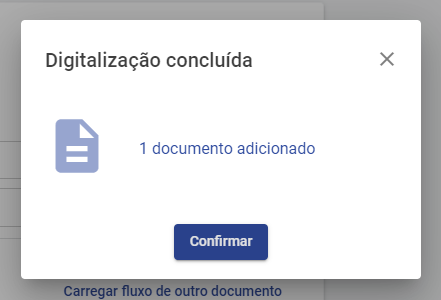 Digitalização concluída
1 documento adicionado
Confirmar
Carregar fluxo de outro documento